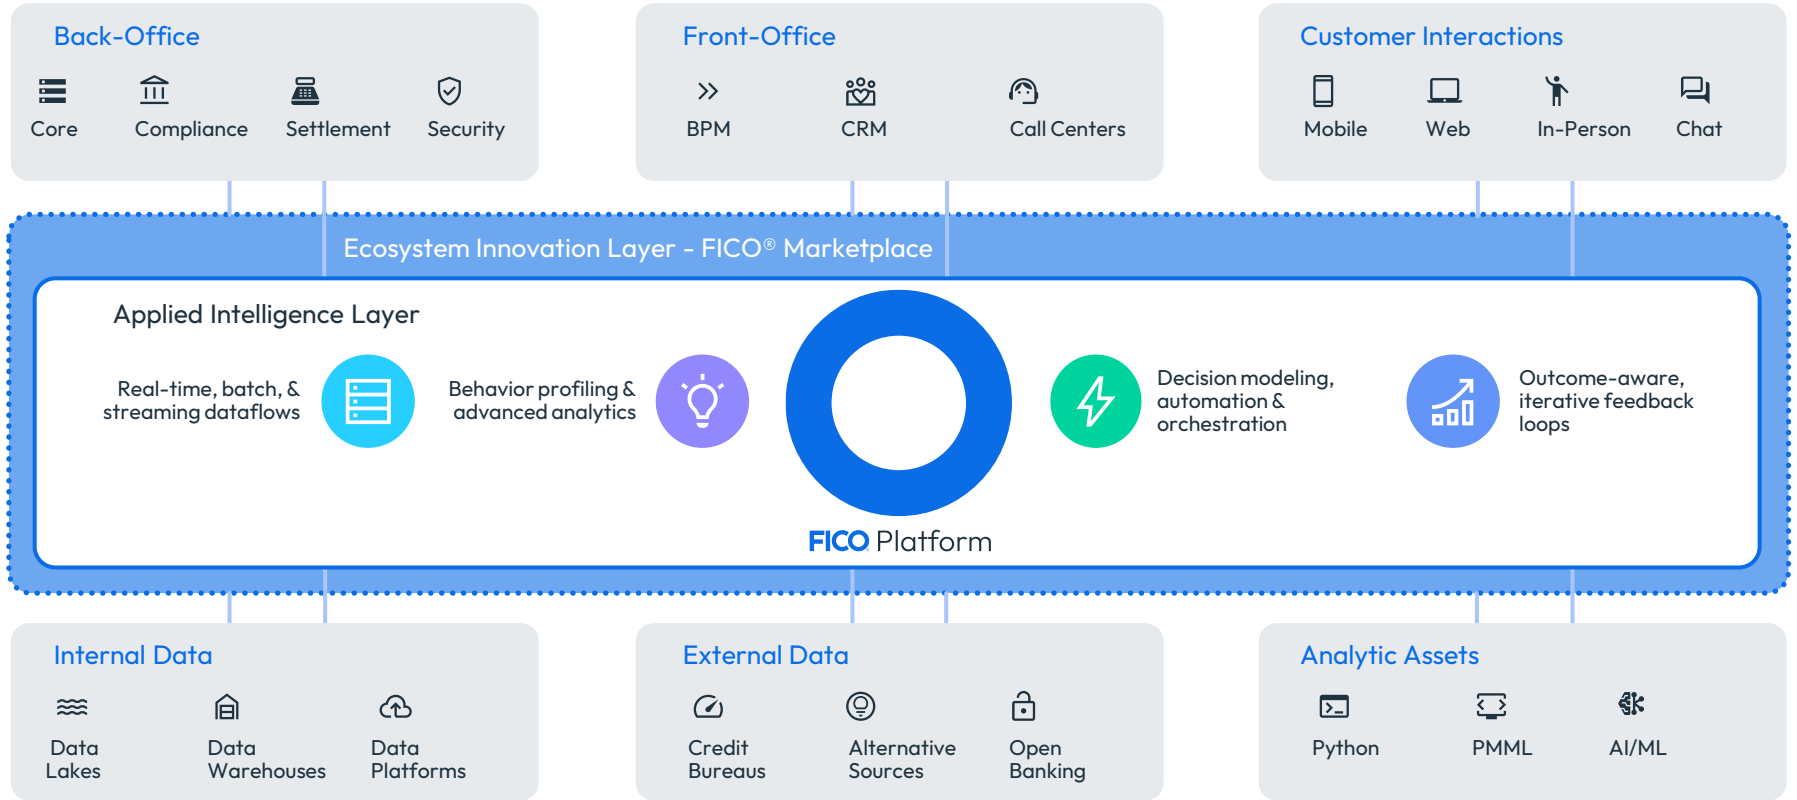 Back-Office
Core
Compliance
Settlement
Security
Front-Office
BPM
CRM
Call Centers
Customer Interactions
Mobile
Web
In-Person
Chat
Ecosystem Innovation Layer - FICO® Marketplace
Applied Intelligence Layer
Real-time, batch, &
streaming dataflows
Behavior profiling &
advanced analytics
Decision modeling,
automation &
orchestration
Outcome-aware,
iterative feedback
loops
FICO Platform
Internal Data
Data
Lakes
Data
Warehouses
Data
Platforms
External Data
Credit
Bureaus
Alternative
Sources
Open
Banking
Analytic Assets
Python
PMML
AI/ML